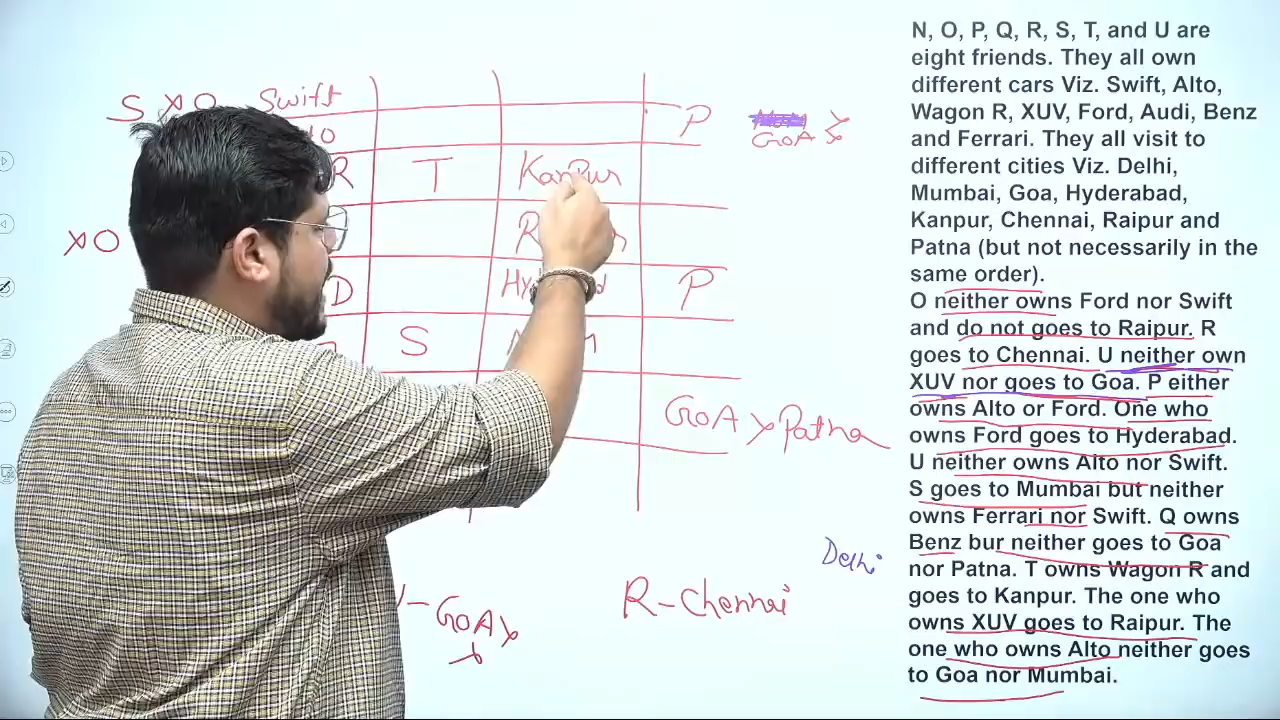 N, O, P, Q, R, S, T, and U are
eight friends. They all own
different cars Viz. Swift, Alto,
Wagon R, XUV, Ford, Audi, Benz
and Ferrari. They all visit to
different cities Viz. Delhi,
Mumbai, Goa, Hyderabad,
Kanpur, Chennai, Raipur and
Patna (but not necessarily in the
same order).
O neither owns Ford nor Swift
and do not goes to Raipur. R
goes to Chennai. U neither own
XUV nor goes to Goa. P either
owns Alto or Ford. One who
owns Ford goes to Hyderabad.
U neither owns Alto nor Swift.
S goes to Mumbai but neither
owns Ferrari nor Swift. Q owns
Benz bur neither goes to Goa
nor Patna. T owns Wagon R and
goes to Kanpur. The one who
owns XUV goes to Raipur. The
one who owns Alto neither goes
to Goa nor Mumbai.
S x O Swift
P GOA x
R T Kanpur
x O
D P
S
GOA x Patna
Delhi
GOA x
R-Chennai